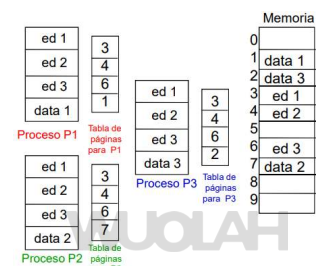 Memoria
ed 1
ed 2
ed 3
data 1
Proceso P1
3
4
6
1
Tabla de
páginas
para P1
ed 1
ed 2
ed 3
data 2
Proceso P2
3
4
6
7
Tabla de
páginas
ed 1
ed 2
ed 3
data 3
Proceso P3
3
4
6
2
Tabla de
páginas
para P3
0
1 data 1
2 data 3
3 ed 1
4 ed 2
5
6 ed 3
7 data 2
8
9
WUOLAH